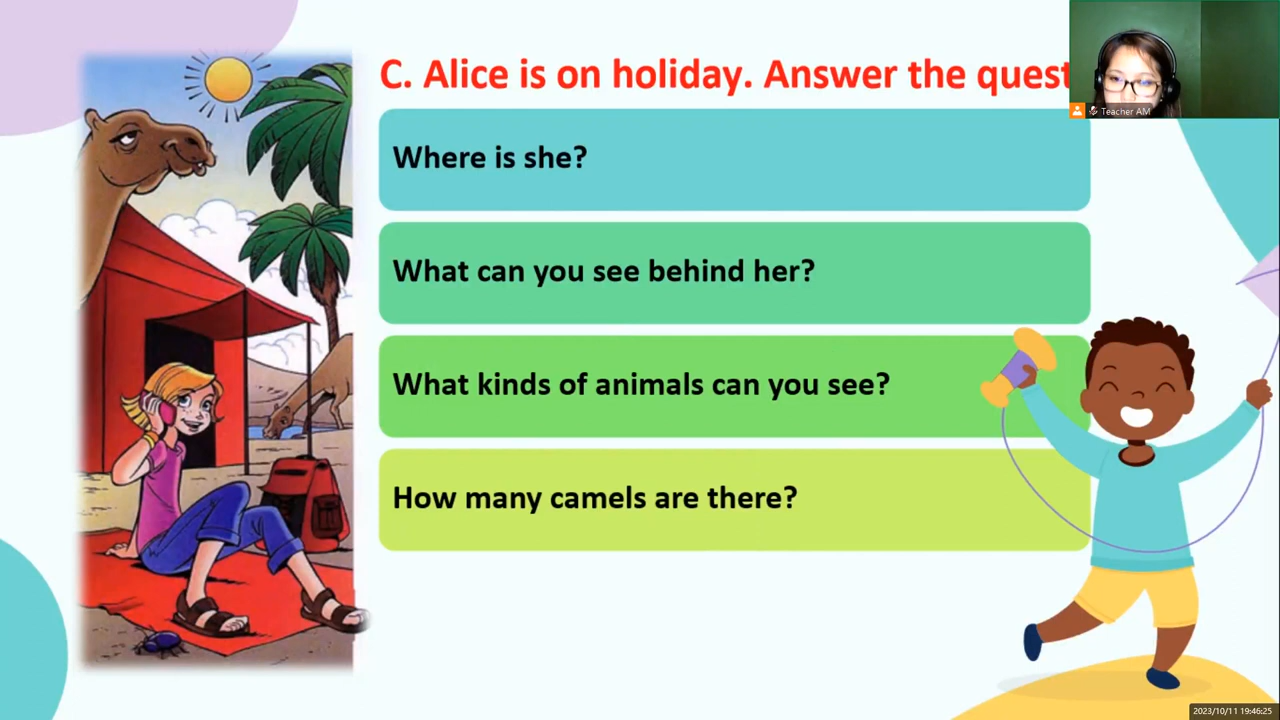 C. Alice is on holiday. Answer the quest
Teacher AM
Where is she?
What can you see behind her?
What kinds of animals can you see?
How many camels are there?
2023/10/11 19:46:25